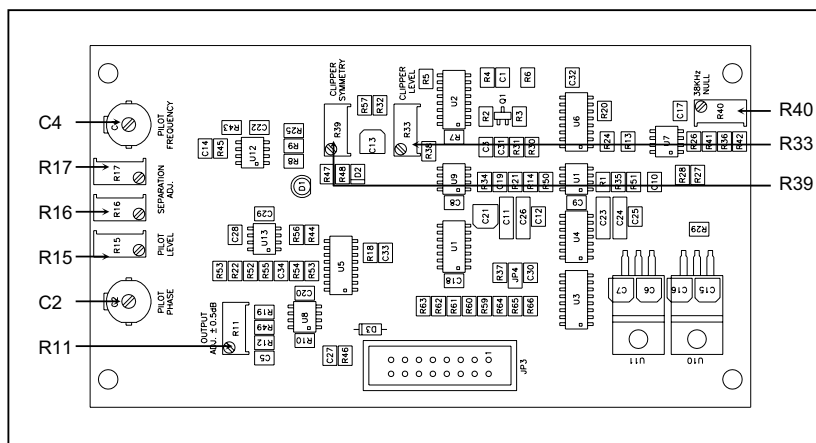 C4
R17
R16
R15
C2
R11
R40
R33
R39
C4
PILOT
FREQUENCY
R17
SEPARATION
ADJ.
R16
R15
PILOT
LEVEL
C2
PILOT
PHASE
OUTPUT
ADJ. ± 0.5dB
R11
R43
C22
R25
C14
R45
U12
R9
R8
D1
C29
C28
U13
R56
R44
R53
R22
R52
R55
C34
R54
R53
U5
R18
C33
C20
R19
R49
R12
C5
U8
R10
C27
R46
D3
CLIPPER
SYMMETRY
R39
R57
R32
C13
R47
R48
D2
CLIPPER
LEVEL
R33
R38
R5
U2
R7
R4
C1
R6
R2
Q1
R3
C3
C31
R31
R30
U9
C8
R34
C19
R21
R14
R50
C21
C11
C26
C12
U1
C18
R37
JP4
C30
R63
R62
R61
R60
R59
R64
R65
R66
1
JP3
C32
U6
R20
R24
R13
U1
C9
R1
R35
R51
C10
U4
C23
C24
C25
U3
38KHz
NULL
C17
R40
U7
R26
R41
R36
R42
R28
R27
R29
C7
C6
C16
C15
U11
U10